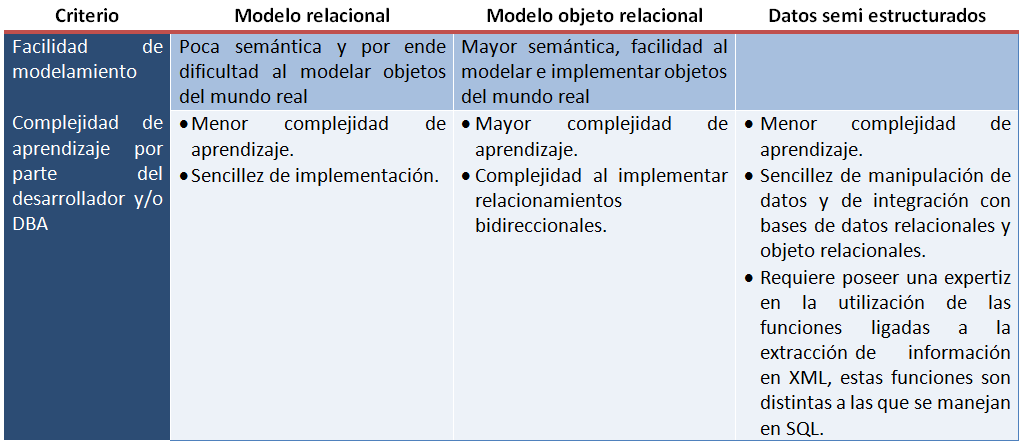 Criterio
Modelo relacional
Modelo objeto relacional
Datos semi estructurados
Facilidad de
modelamiento
Poca semántica y por ende
dificultad al modelar objetos
del mundo real
Mayor semántica, facilidad al
modelar e implementar objetos
del mundo real
Complejidad de
aprendizaje por
parte del
desarrollador y/o
DBA
• Menor complejidad de
aprendizaje.
• Sencillez de implementación.
• Mayor complejidad de
aprendizaje.
• Complejidad al implementar
relacionamientos
bidireccionales.
• Menor complejidad de
aprendizaje.
• Sencillez de manipulación de
datos y de integración con
bases de datos relacionales y
objeto relacionales.
• Requiere poseer una expertiz
en la utilización de las
funciones ligadas a la
extracción de información
en XML, estas funciones son
distintas a las que se manejan
en SQL.